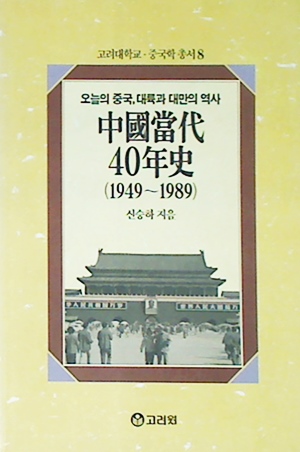 고려대학교·중국학 총서 8
오늘의 중국, 대륙과 대만의 역사
中國當代
40年史
(1949~1989)
신승하 지음
고려원